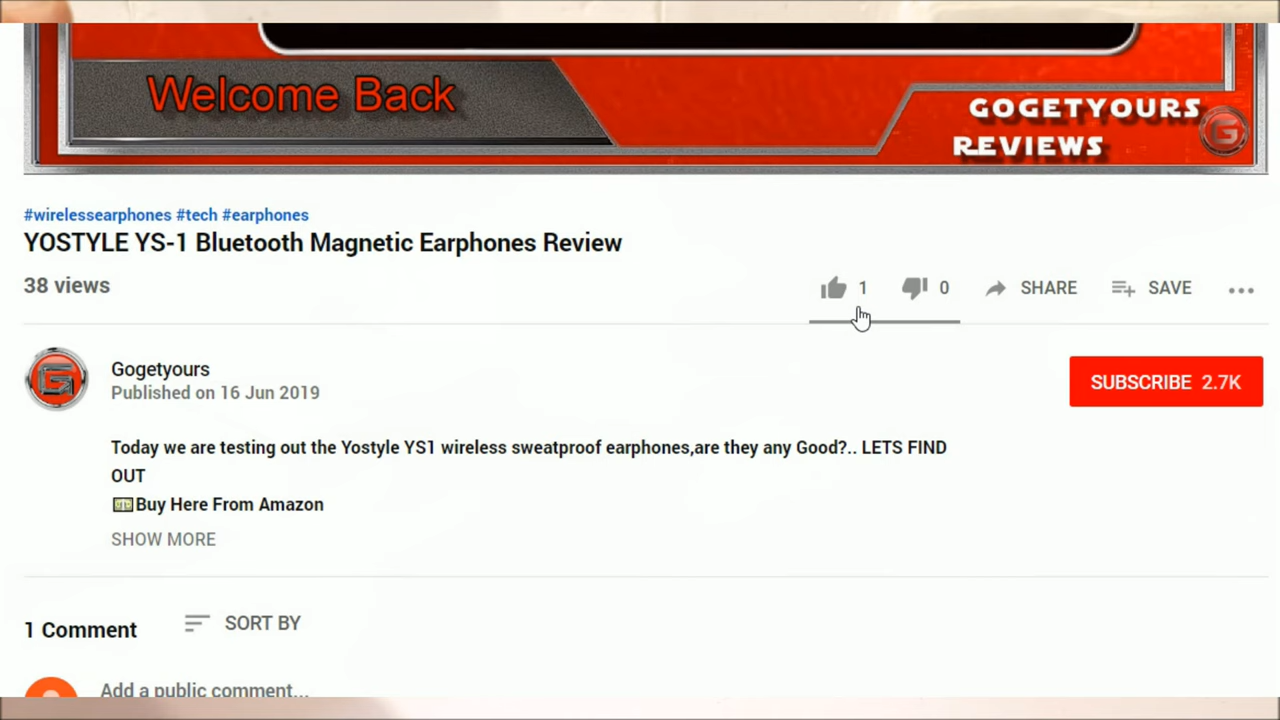 Welcome Back
GOGETYOURS
REVIEWS
G
#wirelessearphones #tech #earphones
YOSTYLE YS-1 Bluetooth Magnetic Earphones Review
38 views
1 0 SHARE SAVE
G
Gogetyours
Published on 16 Jun 2019
SUBSCRIBE 2.7K
Today we are testing out the Yostyle YS1 wireless sweatproof earphones,are they any Good?.. LETS FIND
OUT
Buy Here From Amazon
SHOW MORE
1 Comment SORT BY
Add a public comment...